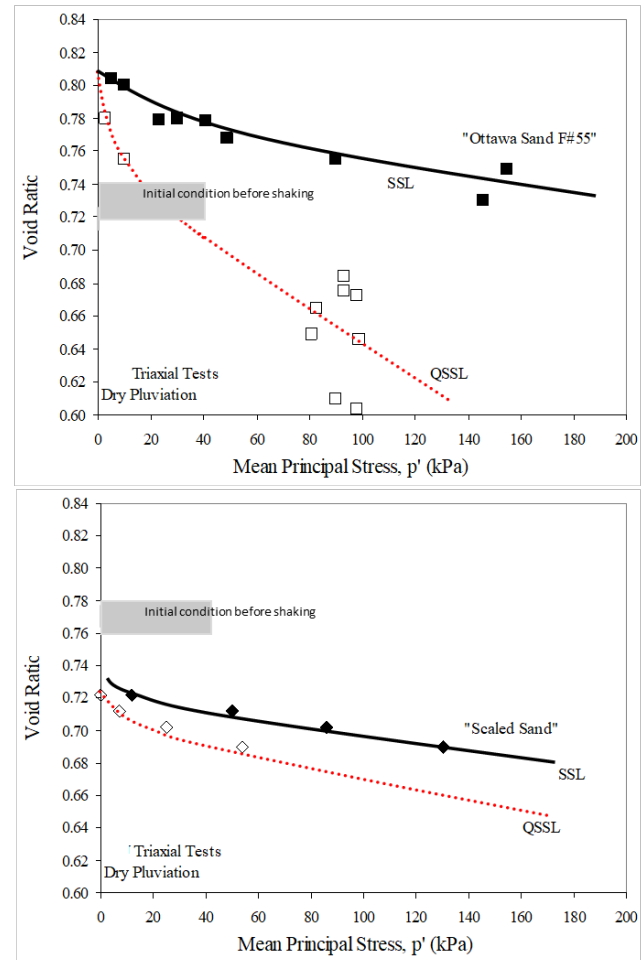 0.84
0.82
0.80
0.78
0.76
0.74
0.72
0.70
0.68
0.66
0.64
0.62
0.60
Void Ratio
"Ottawa Sand F#55"
SSL
Initial condition before shaking
QSSL
Triaxial Tests
Dry Pluviation
0 20 40 60 80 100 120 140 160 180 200
Mean Principal Stress, p' (kPa)
0.84
0.82
0.80
0.78
0.76
0.74
0.72
0.70
0.68
0.66
0.64
0.62
0.60
Void Ratio
Initial condition before shaking
"Scaled Sand"
SSL
QSSL
' Triaxial Tests
Dry Pluviation
0 20 40 60 80 100 120 140 160 180 200
Mean Principal Stress, p' (kPa)